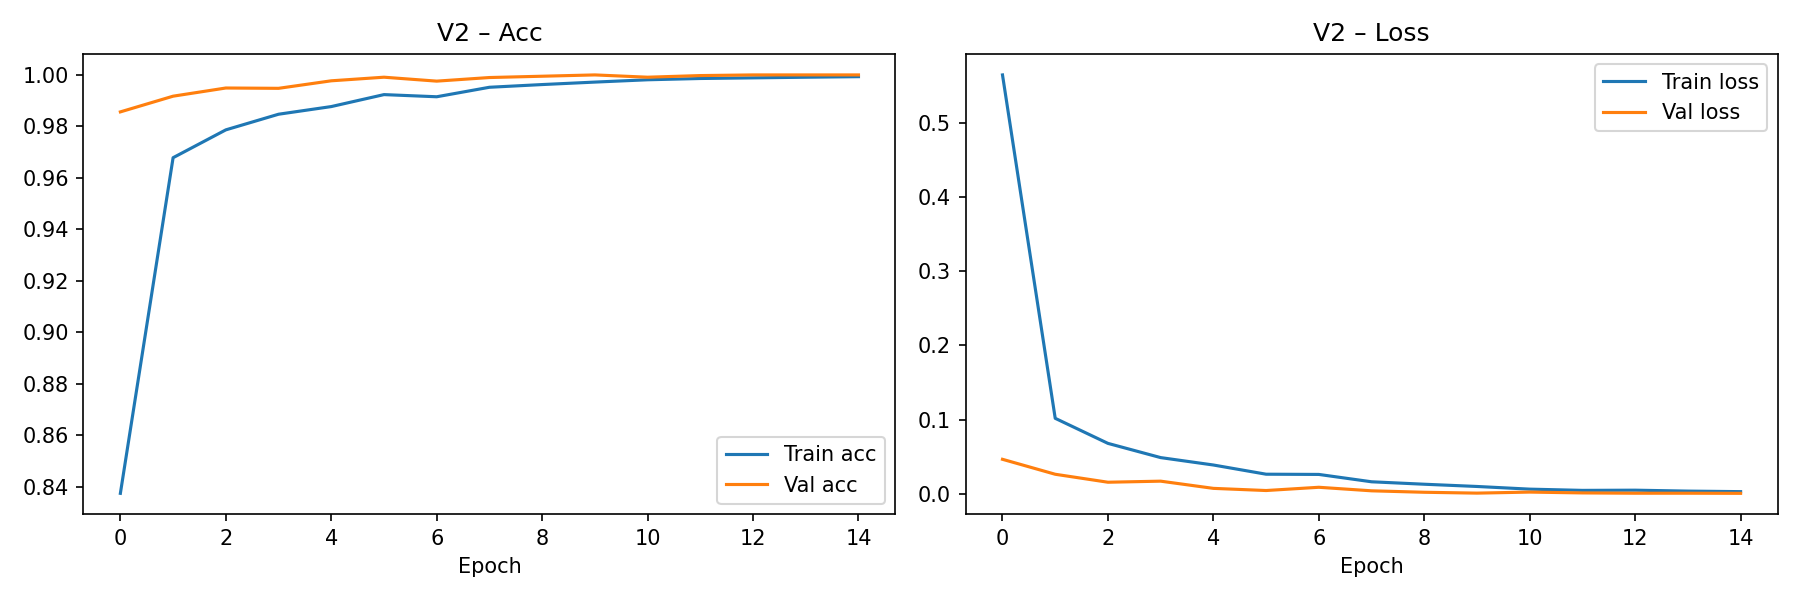 V2 – Acc
1.00
0.98
0.96
0.94
0.92
0.90
0.88
0.86
0.84
0 2 4 6 8 10 12 14
Epoch
Train acc
Val acc
V2 – Loss
0.5
0.4
0.3
0.2
0.1
0.0
0 2 4 6 8 10 12 14
Epoch
Train loss
Val loss